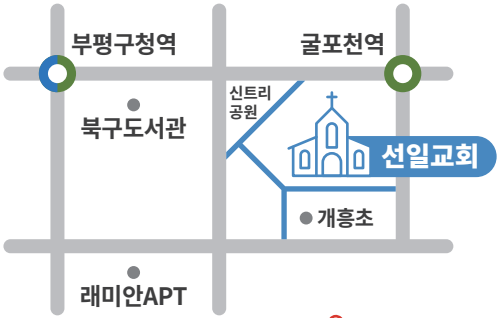 부평구청역
굴포천역
신트리
공원
북구도서관
선일교회
개흥초
래미안APT